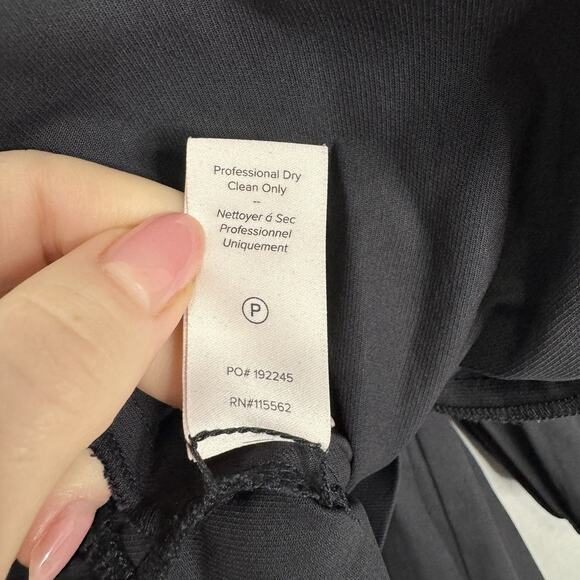 Professional Dry
Clean Only
--
Nettoyer á Sec
Professionnel
Uniquement
P
PO# 192245
RN#115562